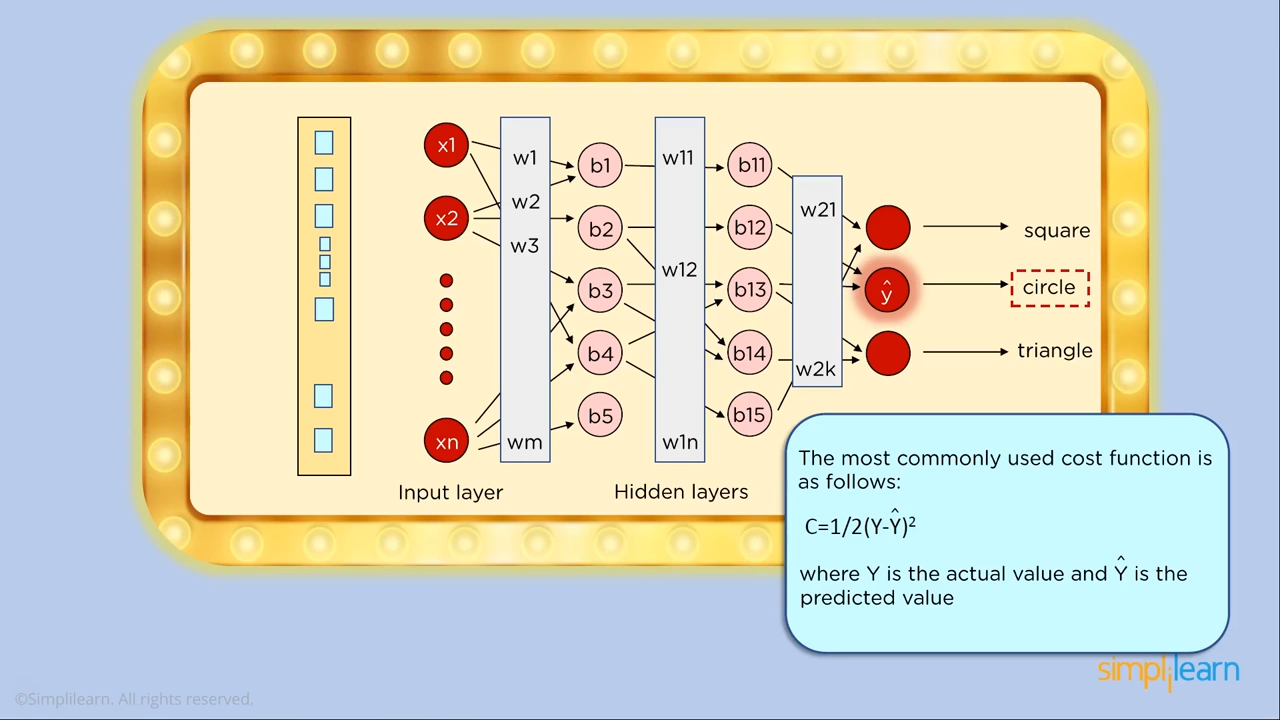 x1
w1
b1
w11
b11
w2
w21
x2
b2
b12
square
w3
w12
b3
b13
ŷ
circle
b4
b14
triangle
w2k
b5
b15
xn
wm
w1n
Input layer
Hidden layers
The most commonly used cost function is
as follows:
C=1/2(Y-Ŷ)²
where Y is the actual value and Ŷ is the
predicted value
simplilearn
©Simplilearn. All rights reserved.